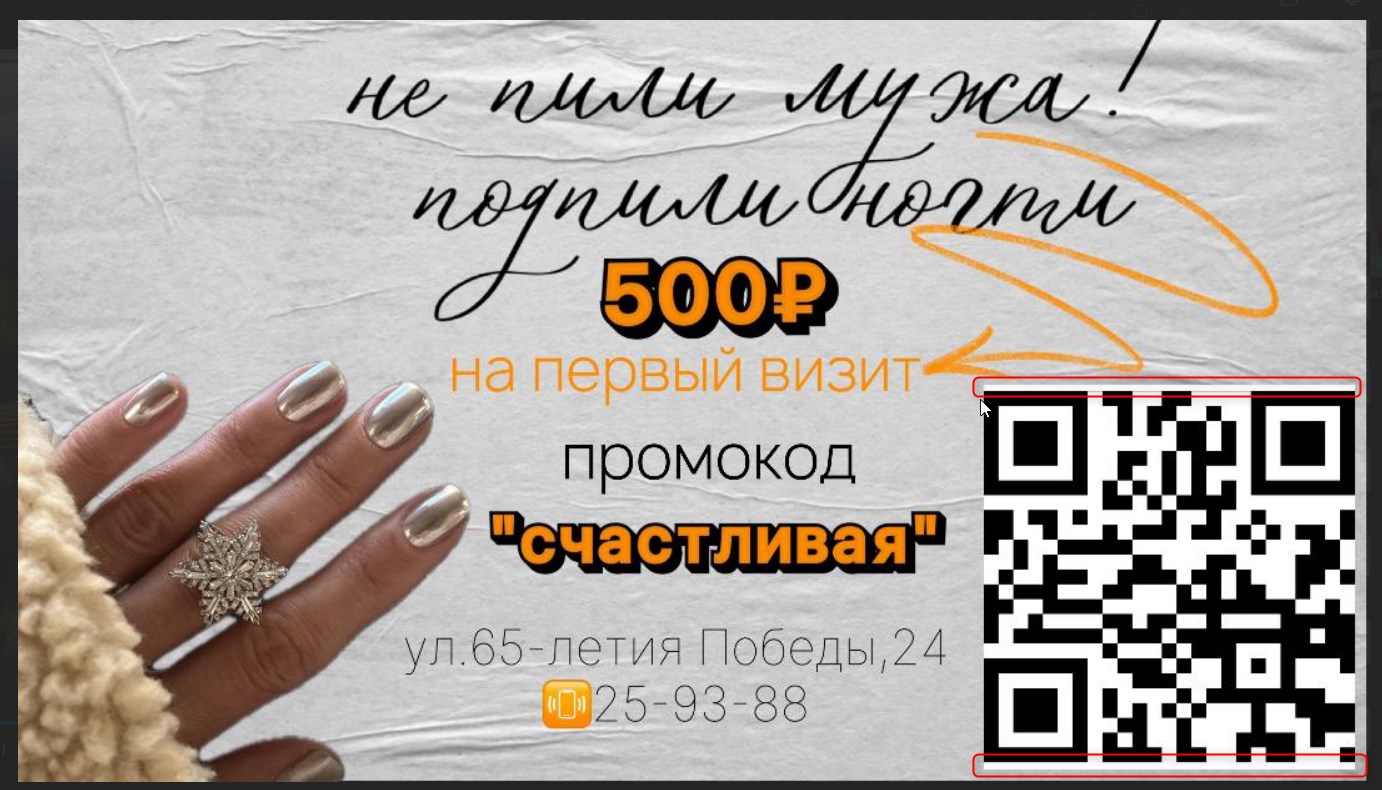 не пили мужа!
подпили ногти
500₽
на первый визит
промокод
"счастливая"
ул.65-летия Победы,24
25-93-88